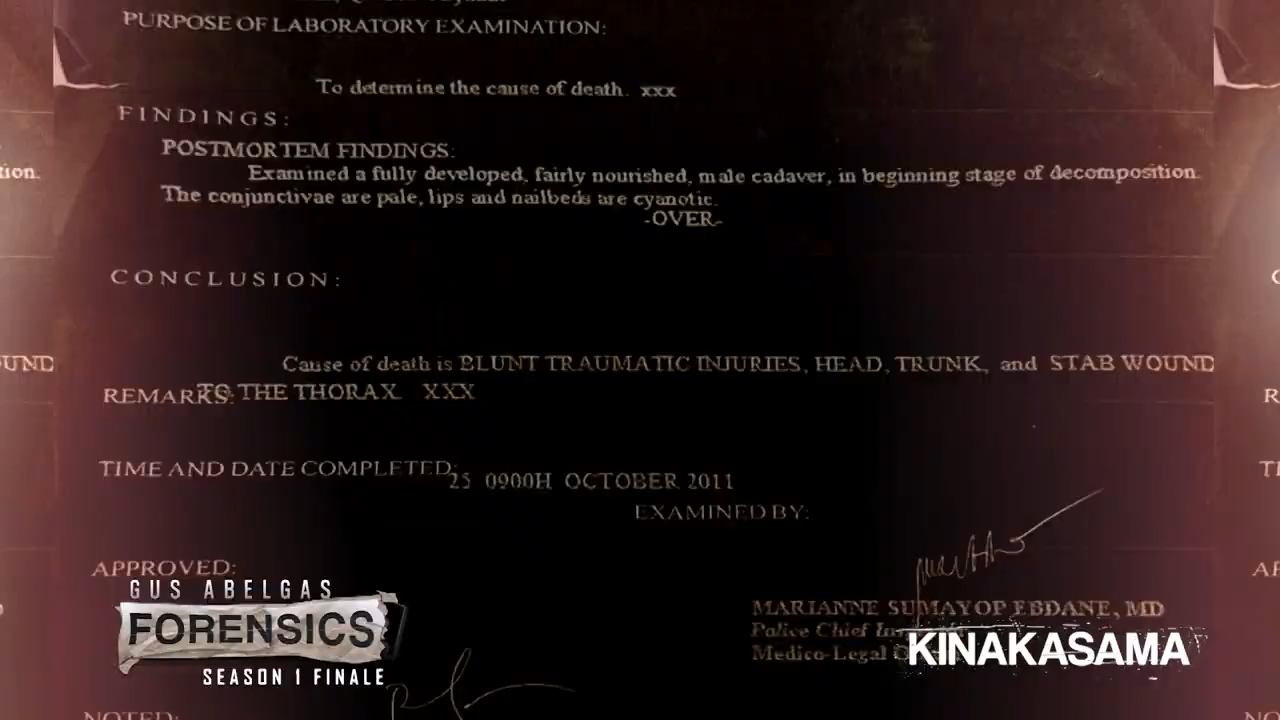 PURPOSE OF LABORATORY EXAMINATION:
To determine the cause of death. xxx
FINDINGS:
POSTMORTEM FINDINGS:
Examined a fully developed, fairly nourished, male cadaver, in beginning stage of decomposition.
The conjunctivae are pale, lips and nailbeds are cyanotic.
-OVER-
CONCLUSION:
Cause of death is BLUNT TRAUMATIC INJURIES, HEAD, TRUNK, and STAB WOUND
REMARKS: TO THE THORAX XXX
TIME AND DATE COMPLETED:
25 0900H OCTOBER 2011
EXAMINED BY:
APPROVED:
MARIANNE SUMAYOP EBDANE, MD
Police Chief
Medico-Legal
NOTED:
GUS ABELGAS
FORENSICS
SEASON 1 FINALE
KINAKASAMA